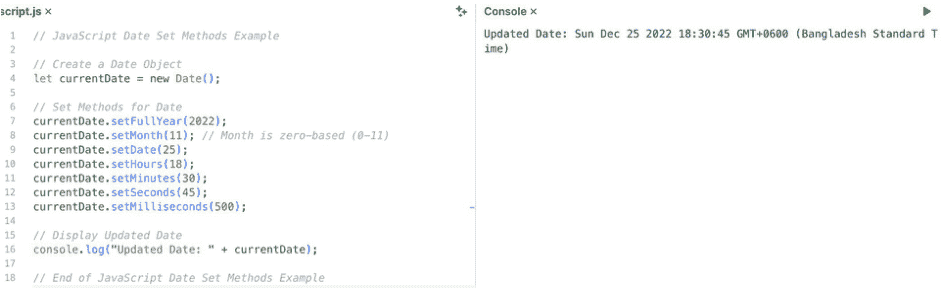 script.js ×
1 // JavaScript Date Set Methods Example
2
3 // Create a Date Object
4 let currentDate = new Date();
5
6 // Set Methods for Date
7 currentDate.setFullYear(2022);
8 currentDate.setMonth(11); // Month is zero-based (0-11)
9 currentDate.setDate(25);
10 currentDate.setHours(18);
11 currentDate.setMinutes(30);
12 currentDate.setSeconds(45);
13 currentDate.setMilliseconds(500);
14
15 // Display Updated Date
16 console.log("Updated Date: " + currentDate);
17
18 // End of JavaScript Date Set Methods Example
Console ×
Updated Date: Sun Dec 25 2022 18:30:45 GMT+0600 (Bangladesh Standard T
ime)